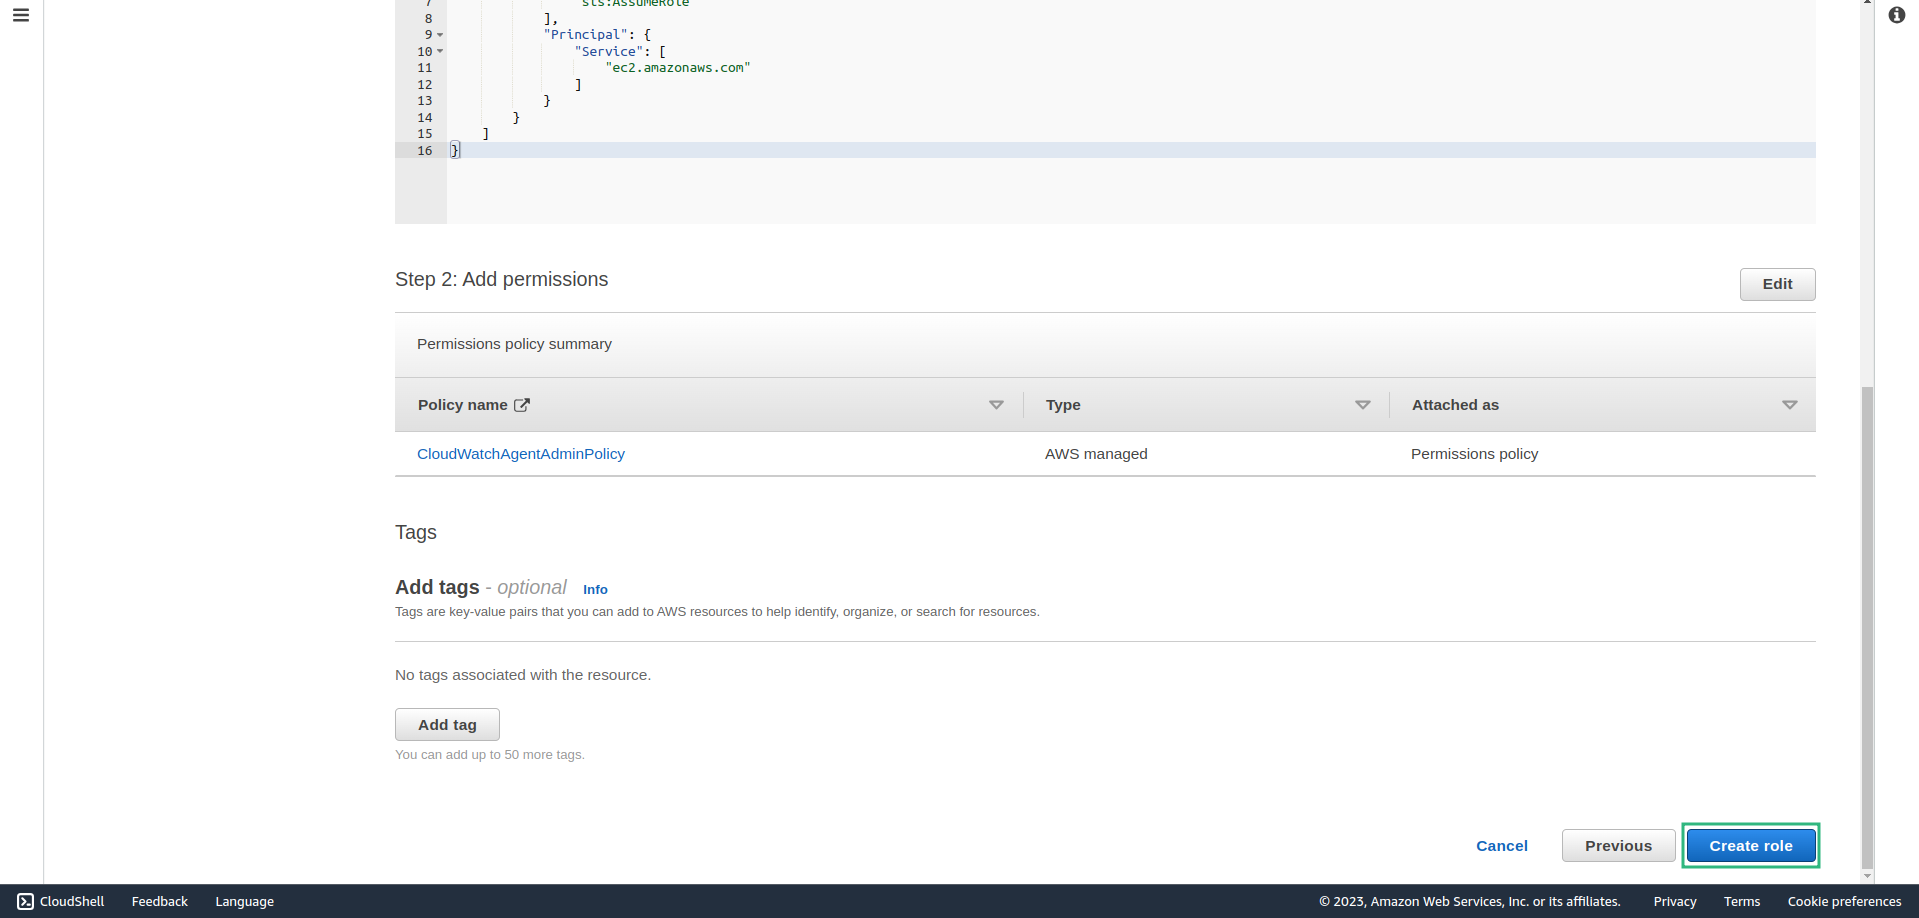 7 "sts:AssumeRole"
8 ],
9 "Principal": {
10 "Service": [
11 "ec2.amazonaws.com"
12 ]
13 }
14 }
15 ]
16 }
Step 2: Add permissions
Edit
Permissions policy summary
Policy name Type Attached as
CloudWatchAgentAdminPolicy AWS managed Permissions policy
Tags
Add tags - optional Info
Tags are key-value pairs that you can add to AWS resources to help identify, organize, or search for resources.
No tags associated with the resource.
Add tag
You can add up to 50 more tags.
Cancel Previous Create role
CloudShell Feedback Language © 2023, Amazon Web Services, Inc. or its affiliates. Privacy Terms Cookie preferences